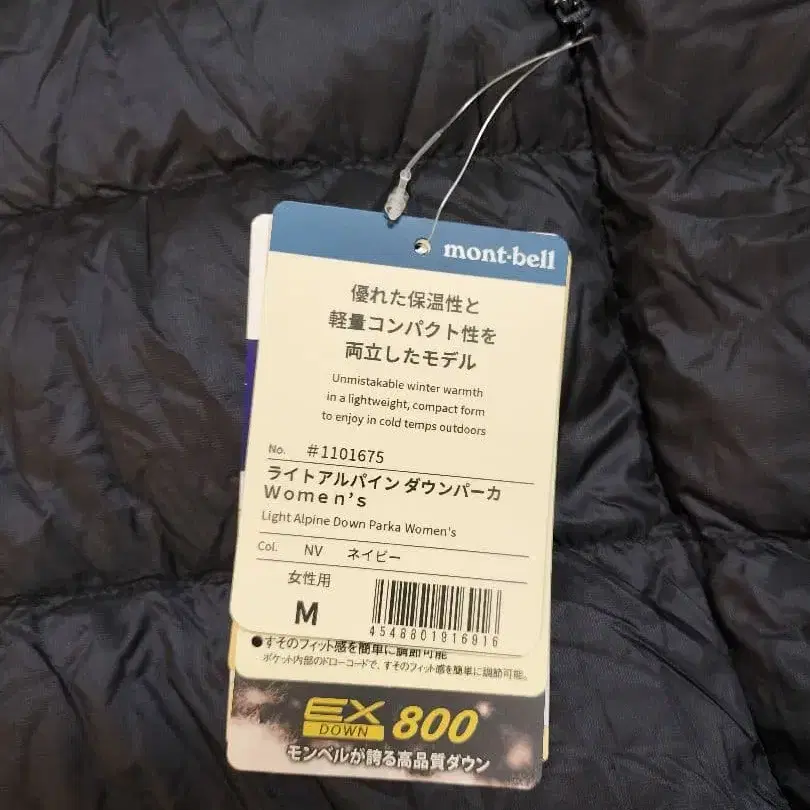 mont-bell
優れた保温性と
軽量コンパクト性を
両立したモデル
Unmistakable winter warmth
in a lightweight, compact form
to enjoy in cold temps outdoors
No. #1101675
ライトアルパイン ダウンパーカ
Women's
Light Alpine Down Parka Women's
Col. NV ネイビー
女性用
M
4548801916916
●すそのフィット感を簡単に調節可能
ポケット内部のドローコードで、すそのフィット感を簡単に調節可能。
EX 800
DOWN
モンベルが誇る高品質ダウン